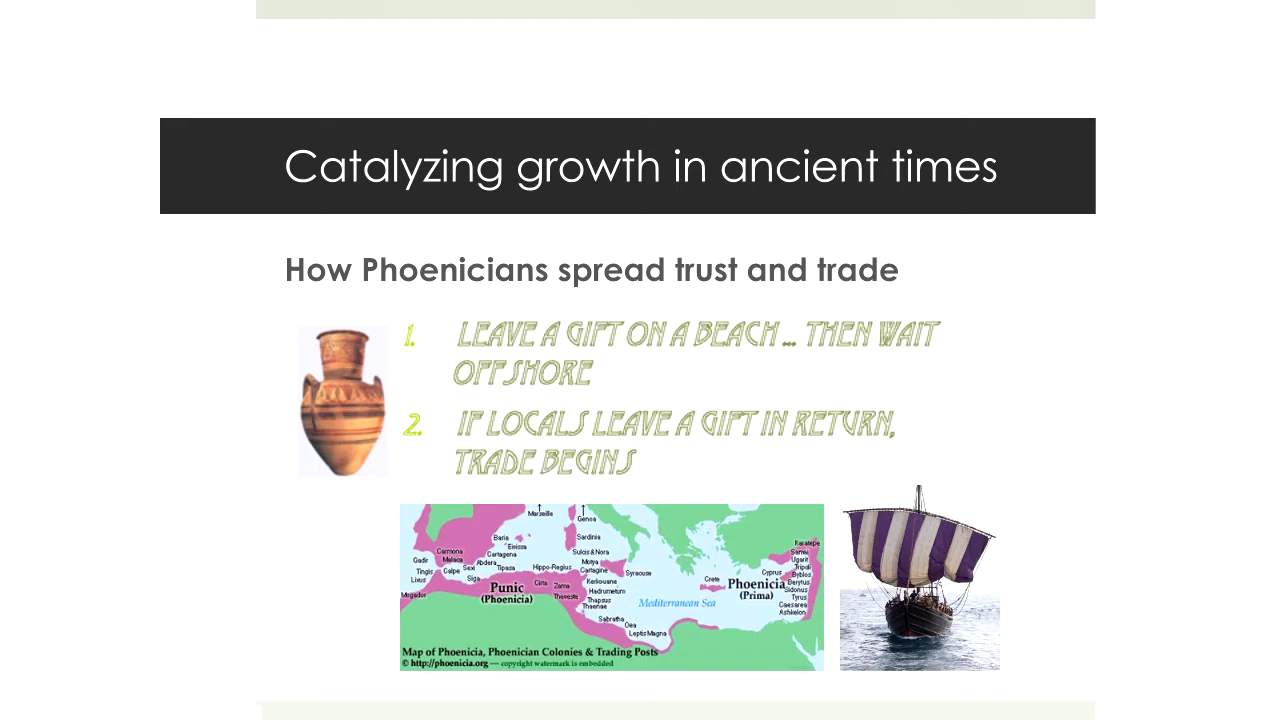 Catalyzing growth in ancient times
How Phoenicians spread trust and trade
1. LEAVE A GIFT ON A BEACH ... THEN WAIT
OFFSHORE
2. IF LOCALS LEAVE A GIFT IN RETURN,
TRADE BEGINS
Marseille
Genoa
Baria
Eivissa
Sardinia
Karatepe
Carmona
Malaca
Cartagena
Sulcis & Nora
Samsi
Ugarit
Gadir
Abdera
Motya
Tripoli
Tingis
Galpe
Sexi
Tipasa
Hippo-Regius
Cartagine
Syracuse
Cyprus
Byblos
Lixus
Siga
Cirta
Zama
Kerkouane
Crete
Phoenicia
(Prima)
Berytus
Sidonus
Mogador
Punic
(Phoenicia)
Theveste
Hadrumetum
Thapsus
Thaenae
Mediterranean Sea
Tyrus
Caesarea
Ashkelon
Sabratha
Oea
Leptis Magna
Map of Phoenicia, Phoenician Colonies & Trading Posts
© http://phoenicia.org — copyright watermark is embedded